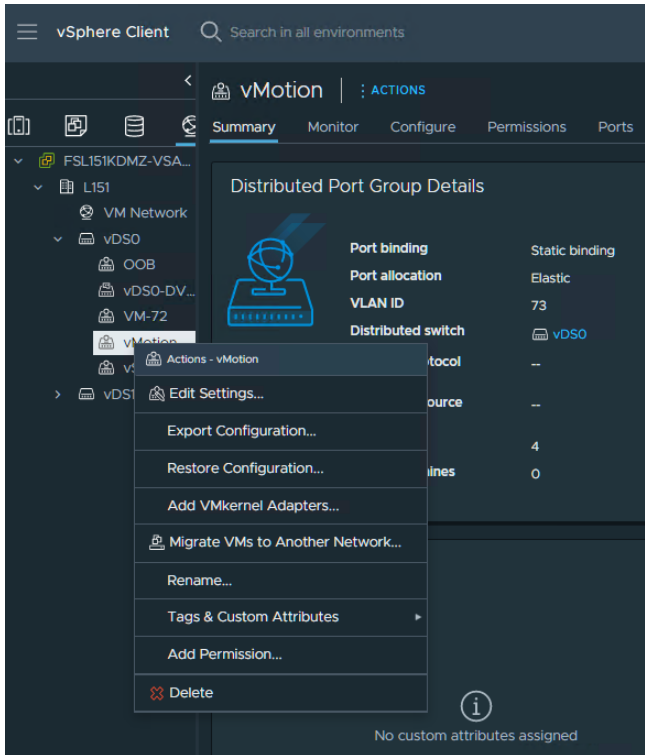 vSphere Client
Search in all environments
vMotion
ACTIONS
Summary Monitor Configure Permissions Ports
FSL151KDMZ-VSA...
L151
VM Network
vDS0
OOB
vDS0-DV...
VM-72
vMotion
vDS1
Distributed Port Group Details
Port binding Static binding
Port allocation Elastic
VLAN ID 73
Distributed switch vDS0
--
--
4
0
Actions - vMotion
Edit Settings...
Export Configuration...
Restore Configuration...
Add VMkernel Adapters...
Migrate VMs to Another Network...
Rename...
Tags & Custom Attributes
Add Permission...
Delete
No custom attributes assigned